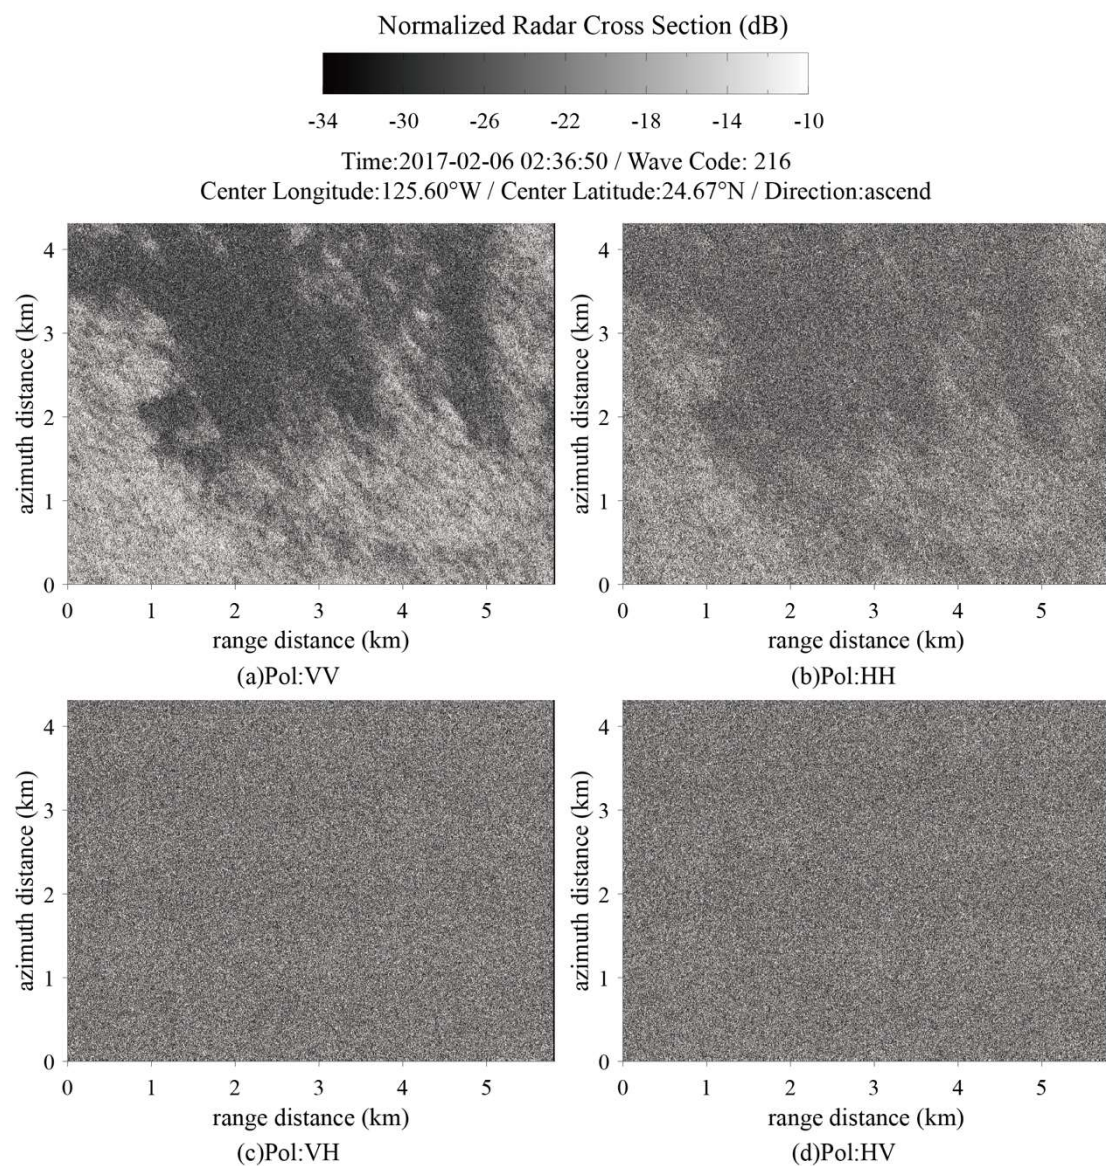 Normalized Radar Cross Section (dB)
-34 -30 -26 -22 -18 -14 -10
Time:2017-02-06 02:36:50 / Wave Code: 216
Center Longitude:125.60°W / Center Latitude:24.67°N / Direction:ascend
azimuth distance (km)
4
3
2
1
0
0 1 2 3 4 5
range distance (km)
(a)Pol:VV
azimuth distance (km)
4
3
2
1
0
0 1 2 3 4 5
range distance (km)
(b)Pol:HH
azimuth distance (km)
4
3
2
1
0
0 1 2 3 4 5
range distance (km)
(c)Pol:VH
azimuth distance (km)
4
3
2
1
0
0 1 2 3 4 5
range distance (km)
(d)Pol:HV